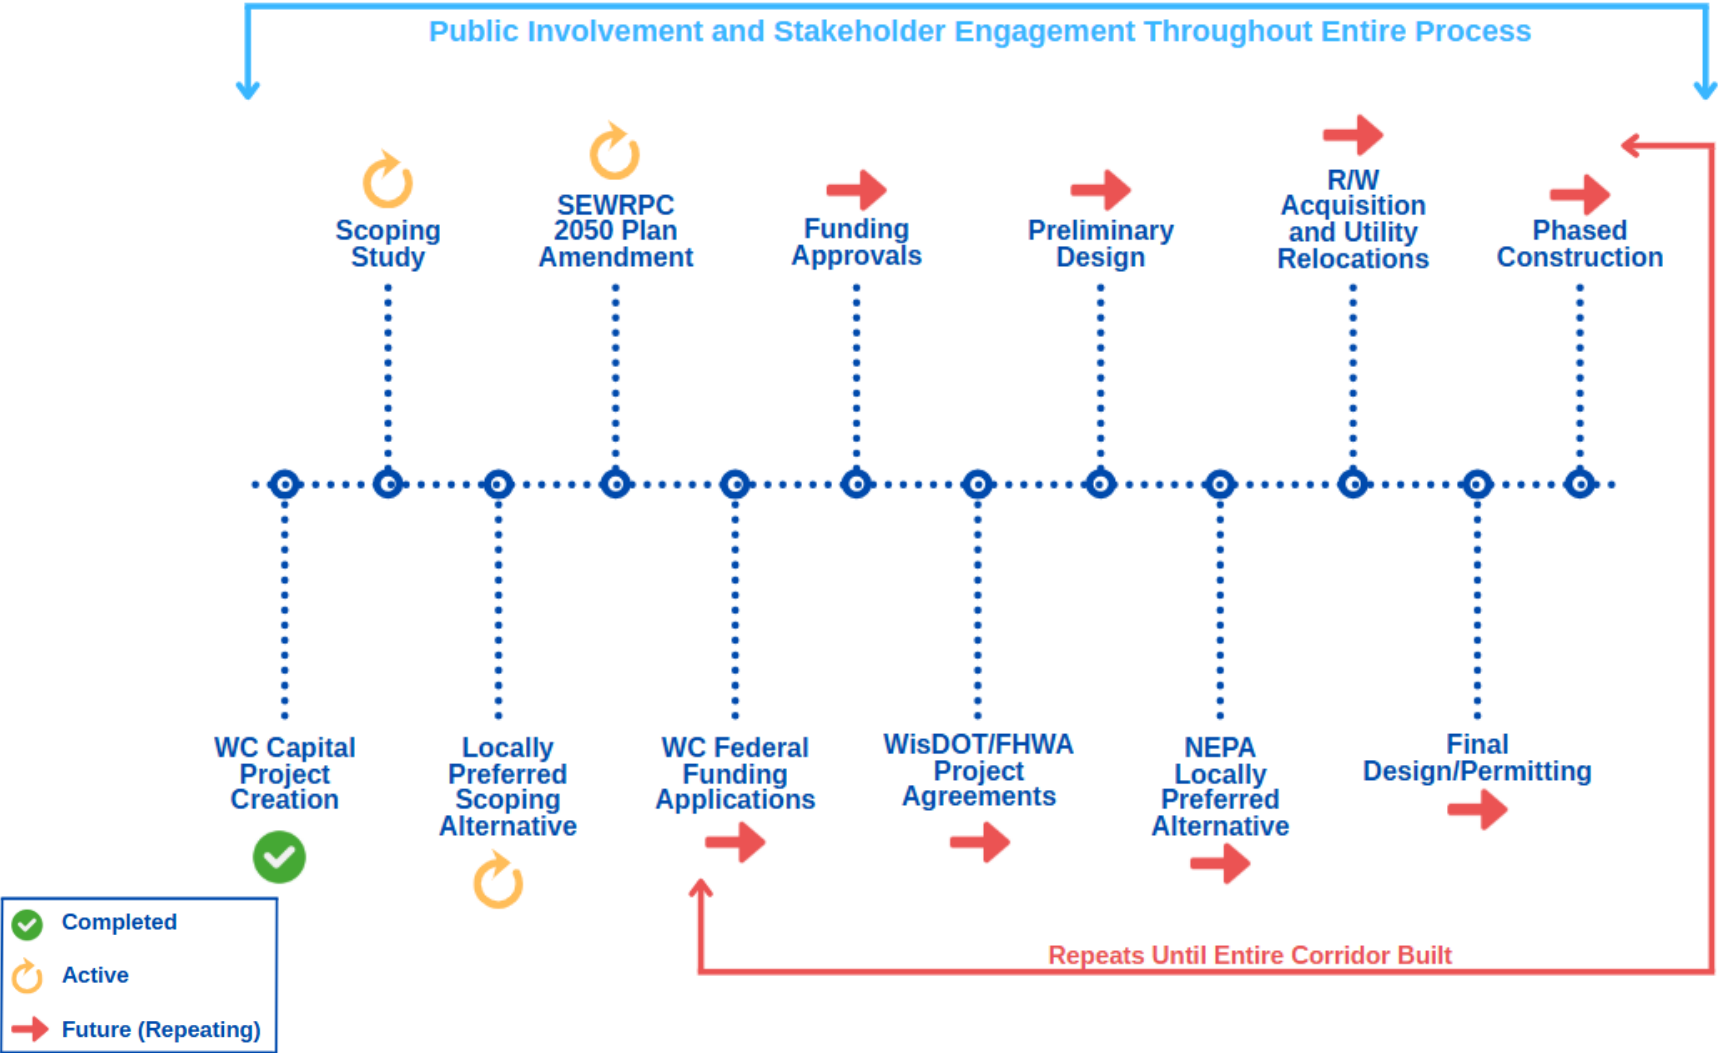 Public Involvement and Stakeholder Engagement Throughout Entire Process
Scoping
Study
SEWRPC
2050 Plan
Amendment
Funding
Approvals
Preliminary
Design
R/W
Acquisition
and Utility
Relocations
Phased
Construction
WC Capital
Project
Creation
Locally
Preferred
Scoping
Alternative
WC Federal
Funding
Applications
WisDOT/FHWA
Project
Agreements
NEPA
Locally
Preferred
Alternative
Final
Design/Permitting
Repeats Until Entire Corridor Built
Completed
Active
Future (Repeating)